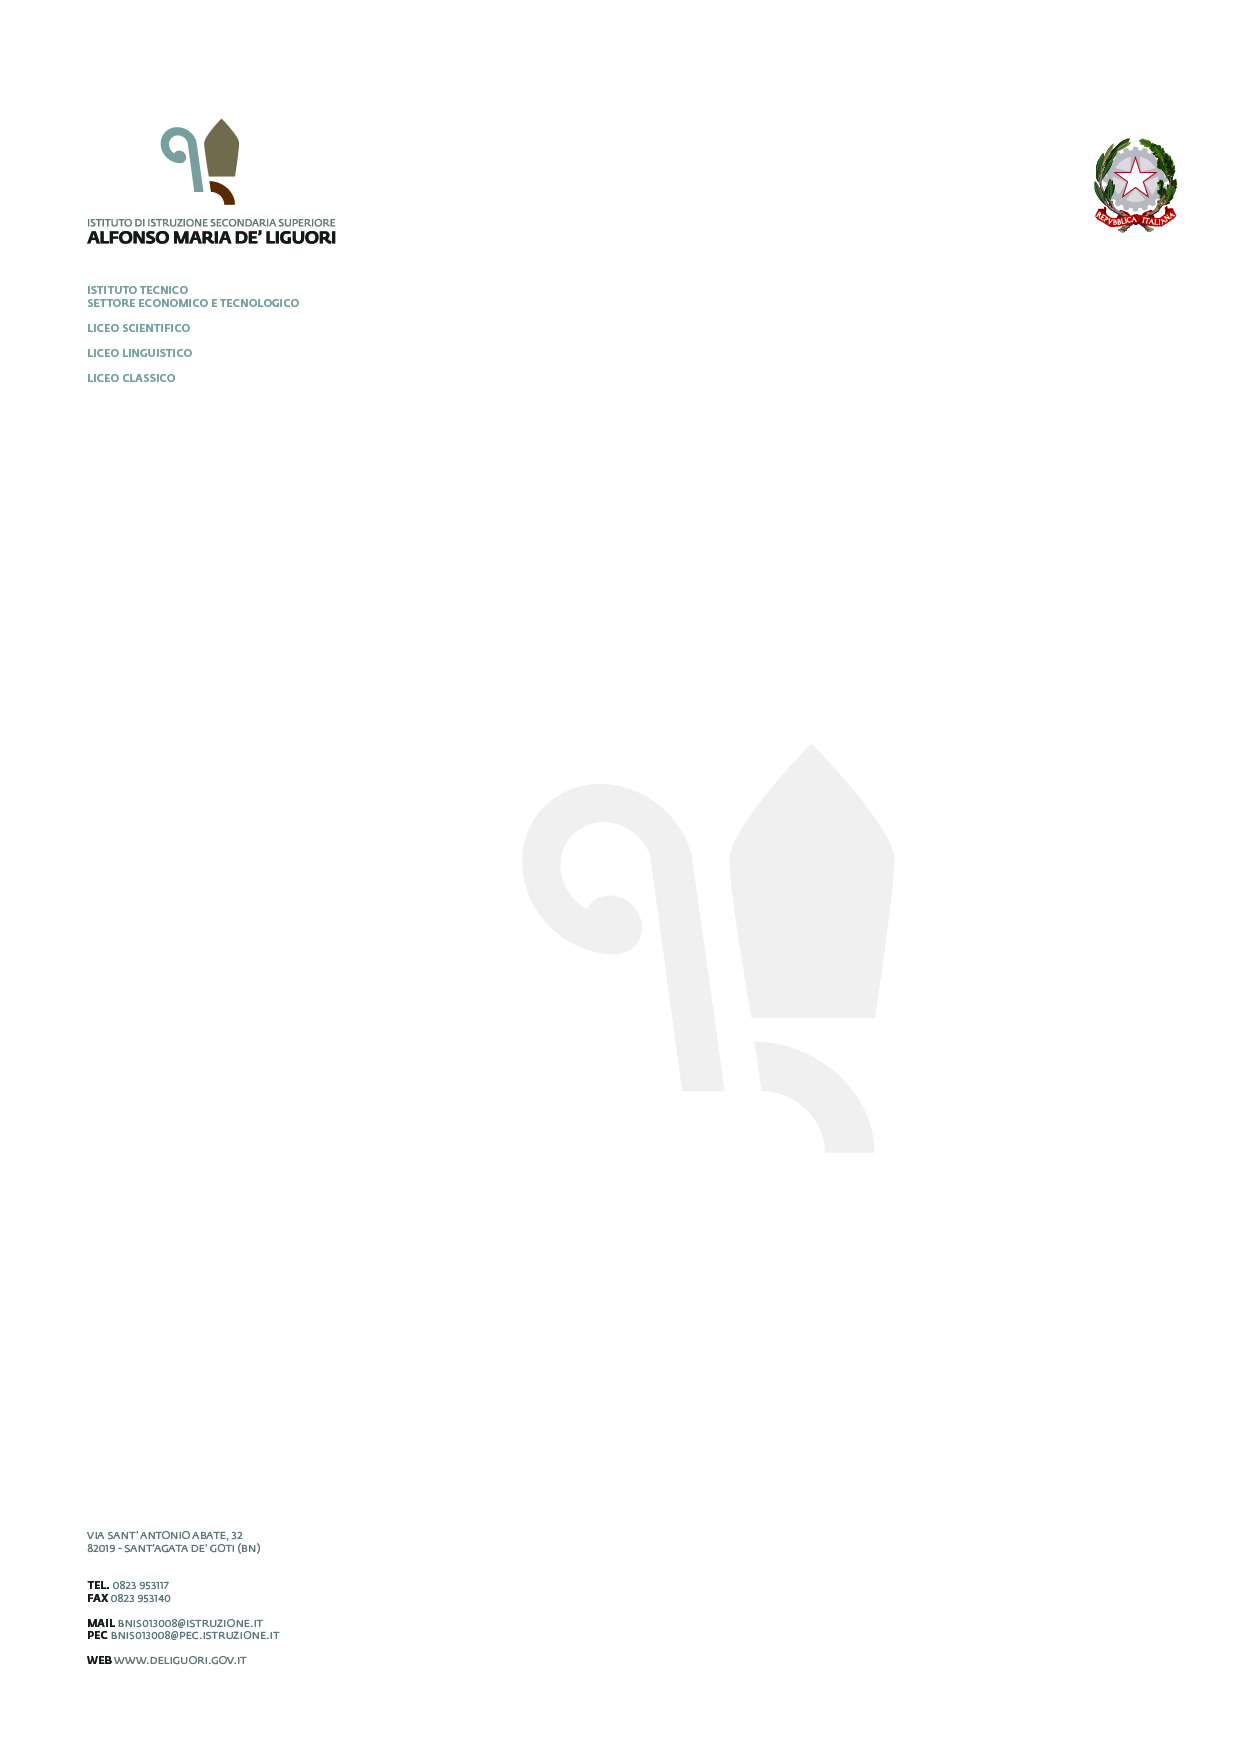 ISTITUTO DI ISTRUZIONE SECONDARIA SUPERIORE
ALFONSO MARIA DE' LIGUORI
REPVBBLICA ITALIANA
ISTITUTO TECNICO
SETTORE ECONOMICO E TECNOLOGICO
LICEO SCIENTIFICO
LICEO LINGUISTICO
LICEO CLASSICO
VIA SANT' ANTONIO ABATE, 32
82019 - SANT'AGATA DE' GOTI (BN)
TEL. 0823 953117
FAX 0823 953140
MAIL BNIS013008@ISTRUZIONE.IT
PEC BNIS013008@PEC.ISTRUZIONE.IT
WEB WWW.DELIGUORI.GOV.IT